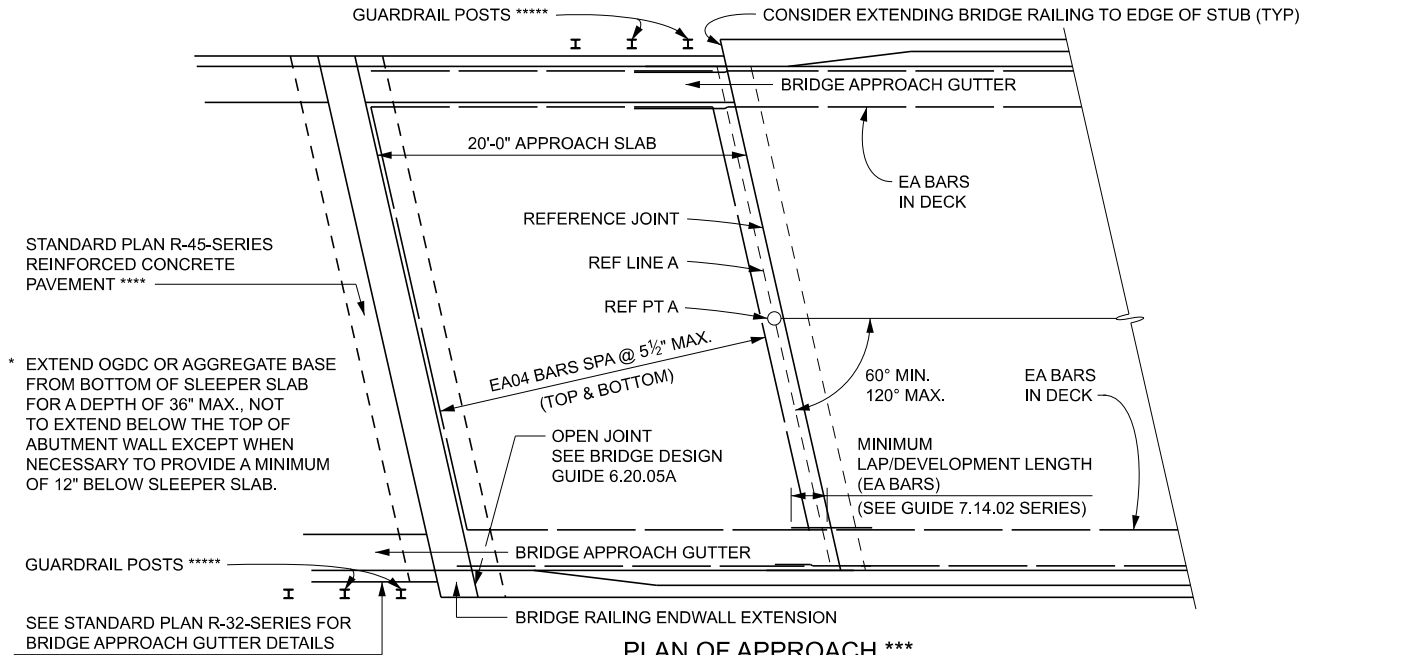 GUARDRAIL POSTS *****
CONSIDER EXTENDING BRIDGE RAILING TO EDGE OF STUB (TYP)
BRIDGE APPROACH GUTTER
20'-0" APPROACH SLAB
EA BARS
IN DECK
REFERENCE JOINT
REF LINE A
REF PT A
STANDARD PLAN R-45-SERIES
REINFORCED CONCRETE
PAVEMENT ****
EA04 BARS SPA @ 5½" MAX.
(TOP & BOTTOM)
60° MIN.
120° MAX.
EA BARS
IN DECK
* EXTEND OGDC OR AGGREGATE BASE
FROM BOTTOM OF SLEEPER SLAB
FOR A DEPTH OF 36" MAX., NOT
TO EXTEND BELOW THE TOP OF
ABUTMENT WALL EXCEPT WHEN
NECESSARY TO PROVIDE A MINIMUM
OF 12" BELOW SLEEPER SLAB.
OPEN JOINT
SEE BRIDGE DESIGN
GUIDE 6.20.05A
MINIMUM
LAP/DEVELOPMENT LENGTH
(EA BARS)
(SEE GUIDE 7.14.02 SERIES)
BRIDGE APPROACH GUTTER
GUARDRAIL POSTS *****
BRIDGE RAILING ENDWALL EXTENSION
SEE STANDARD PLAN R-32-SERIES FOR
BRIDGE APPROACH GUTTER DETAILS
PLAN OF APPROACH ***